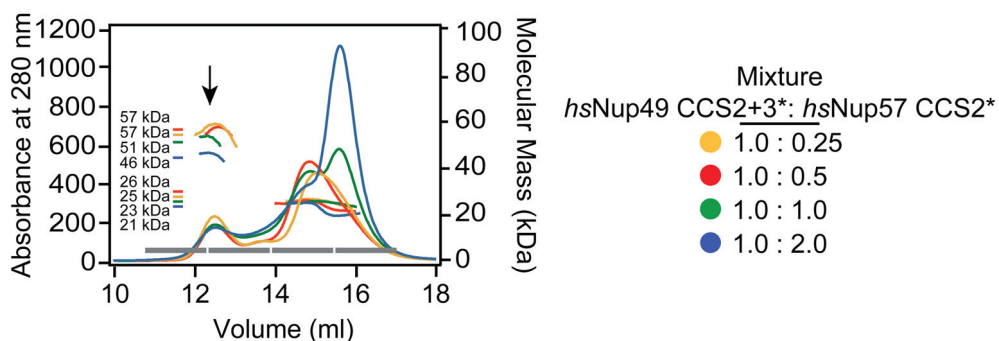 Absorbance at 280 nm
1200
1000
800
600
400
200
0
57 kDa
57 kDa
51 kDa
46 kDa
26 kDa
25 kDa
23 kDa
21 kDa
10
12
14
16
18
Volume (ml)
100
80
60
40
20
0
Molecular Mass (kDa)
Mixture
hsNup49 CCS2+3*: hsNup57 CCS2*
1.0 : 0.25
1.0 : 0.5
1.0 : 1.0
1.0 : 2.0